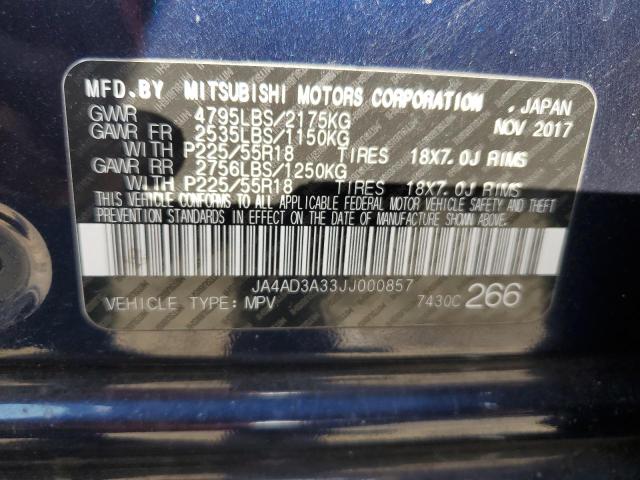 MFD.BY MITSUBISHI MOTORS CORPORATION . JAPAN
GVWR 4795LBS/2175KG NOV 2017
GAWR FR 2535LBS/1150KG
WITH P225/55R18 TIRES 18X7.0J RIMS
GAWR RR 2756LBS/1250KG
WITH P225/55R18 TIRES 18X7.0J RIMS
THIS VEHICLE CONFORMS TO ALL APPLICABLE FEDERAL MOTOR VEHICLE SAFETY AND THEFT
PREVENTION STANDARDS IN EFFECT ON THE DATE OF MANUFACTURE SHOWN ABOVE.
JA4AD3A33JJ000857
VEHICLE TYPE: MPV 7430C 266